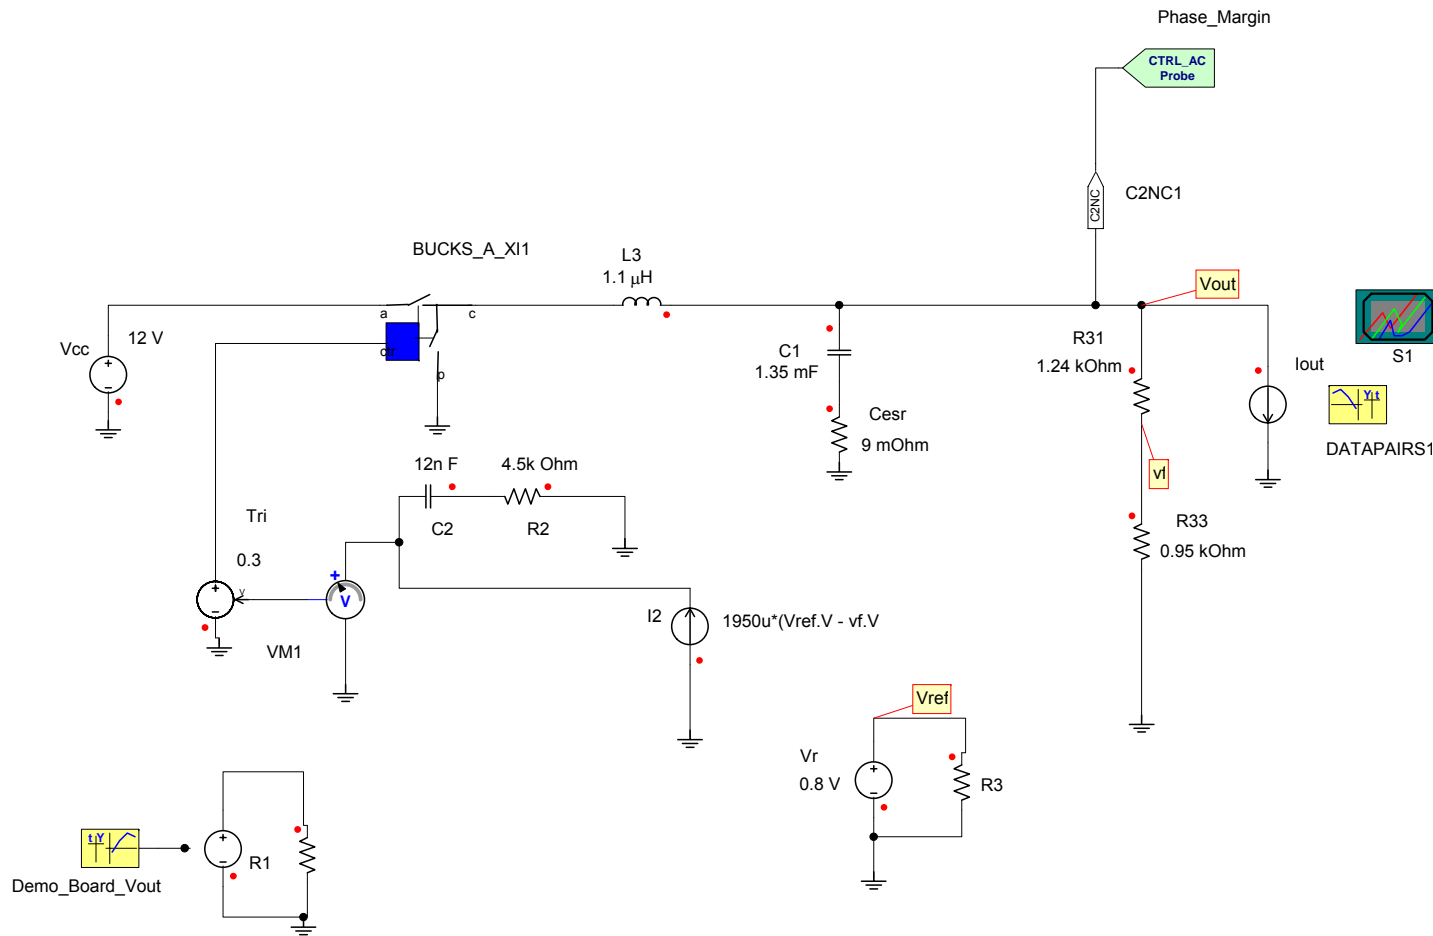 Phase_Margin
CTRL_AC
Probe
C2NC
C2NC1
BUCKS_A_XI1
L3
1.1 µH
Vout
a
c
ctr
p
Vcc
12 V
+
−
C1
1.35 mF
Cesr
9 mOhm
R31
1.24 kOhm
Iout
S1
Y t
DATAPAIRS1
vf
12n F
4.5k Ohm
C2
R2
R33
0.95 kOhm
Tri
0.3
+
−
v
+
V
VM1
I2
1950u*(Vref.V - vf.V
Vref
Vr
0.8 V
+
−
R3
t Y
Demo_Board_Vout
+
−
R1